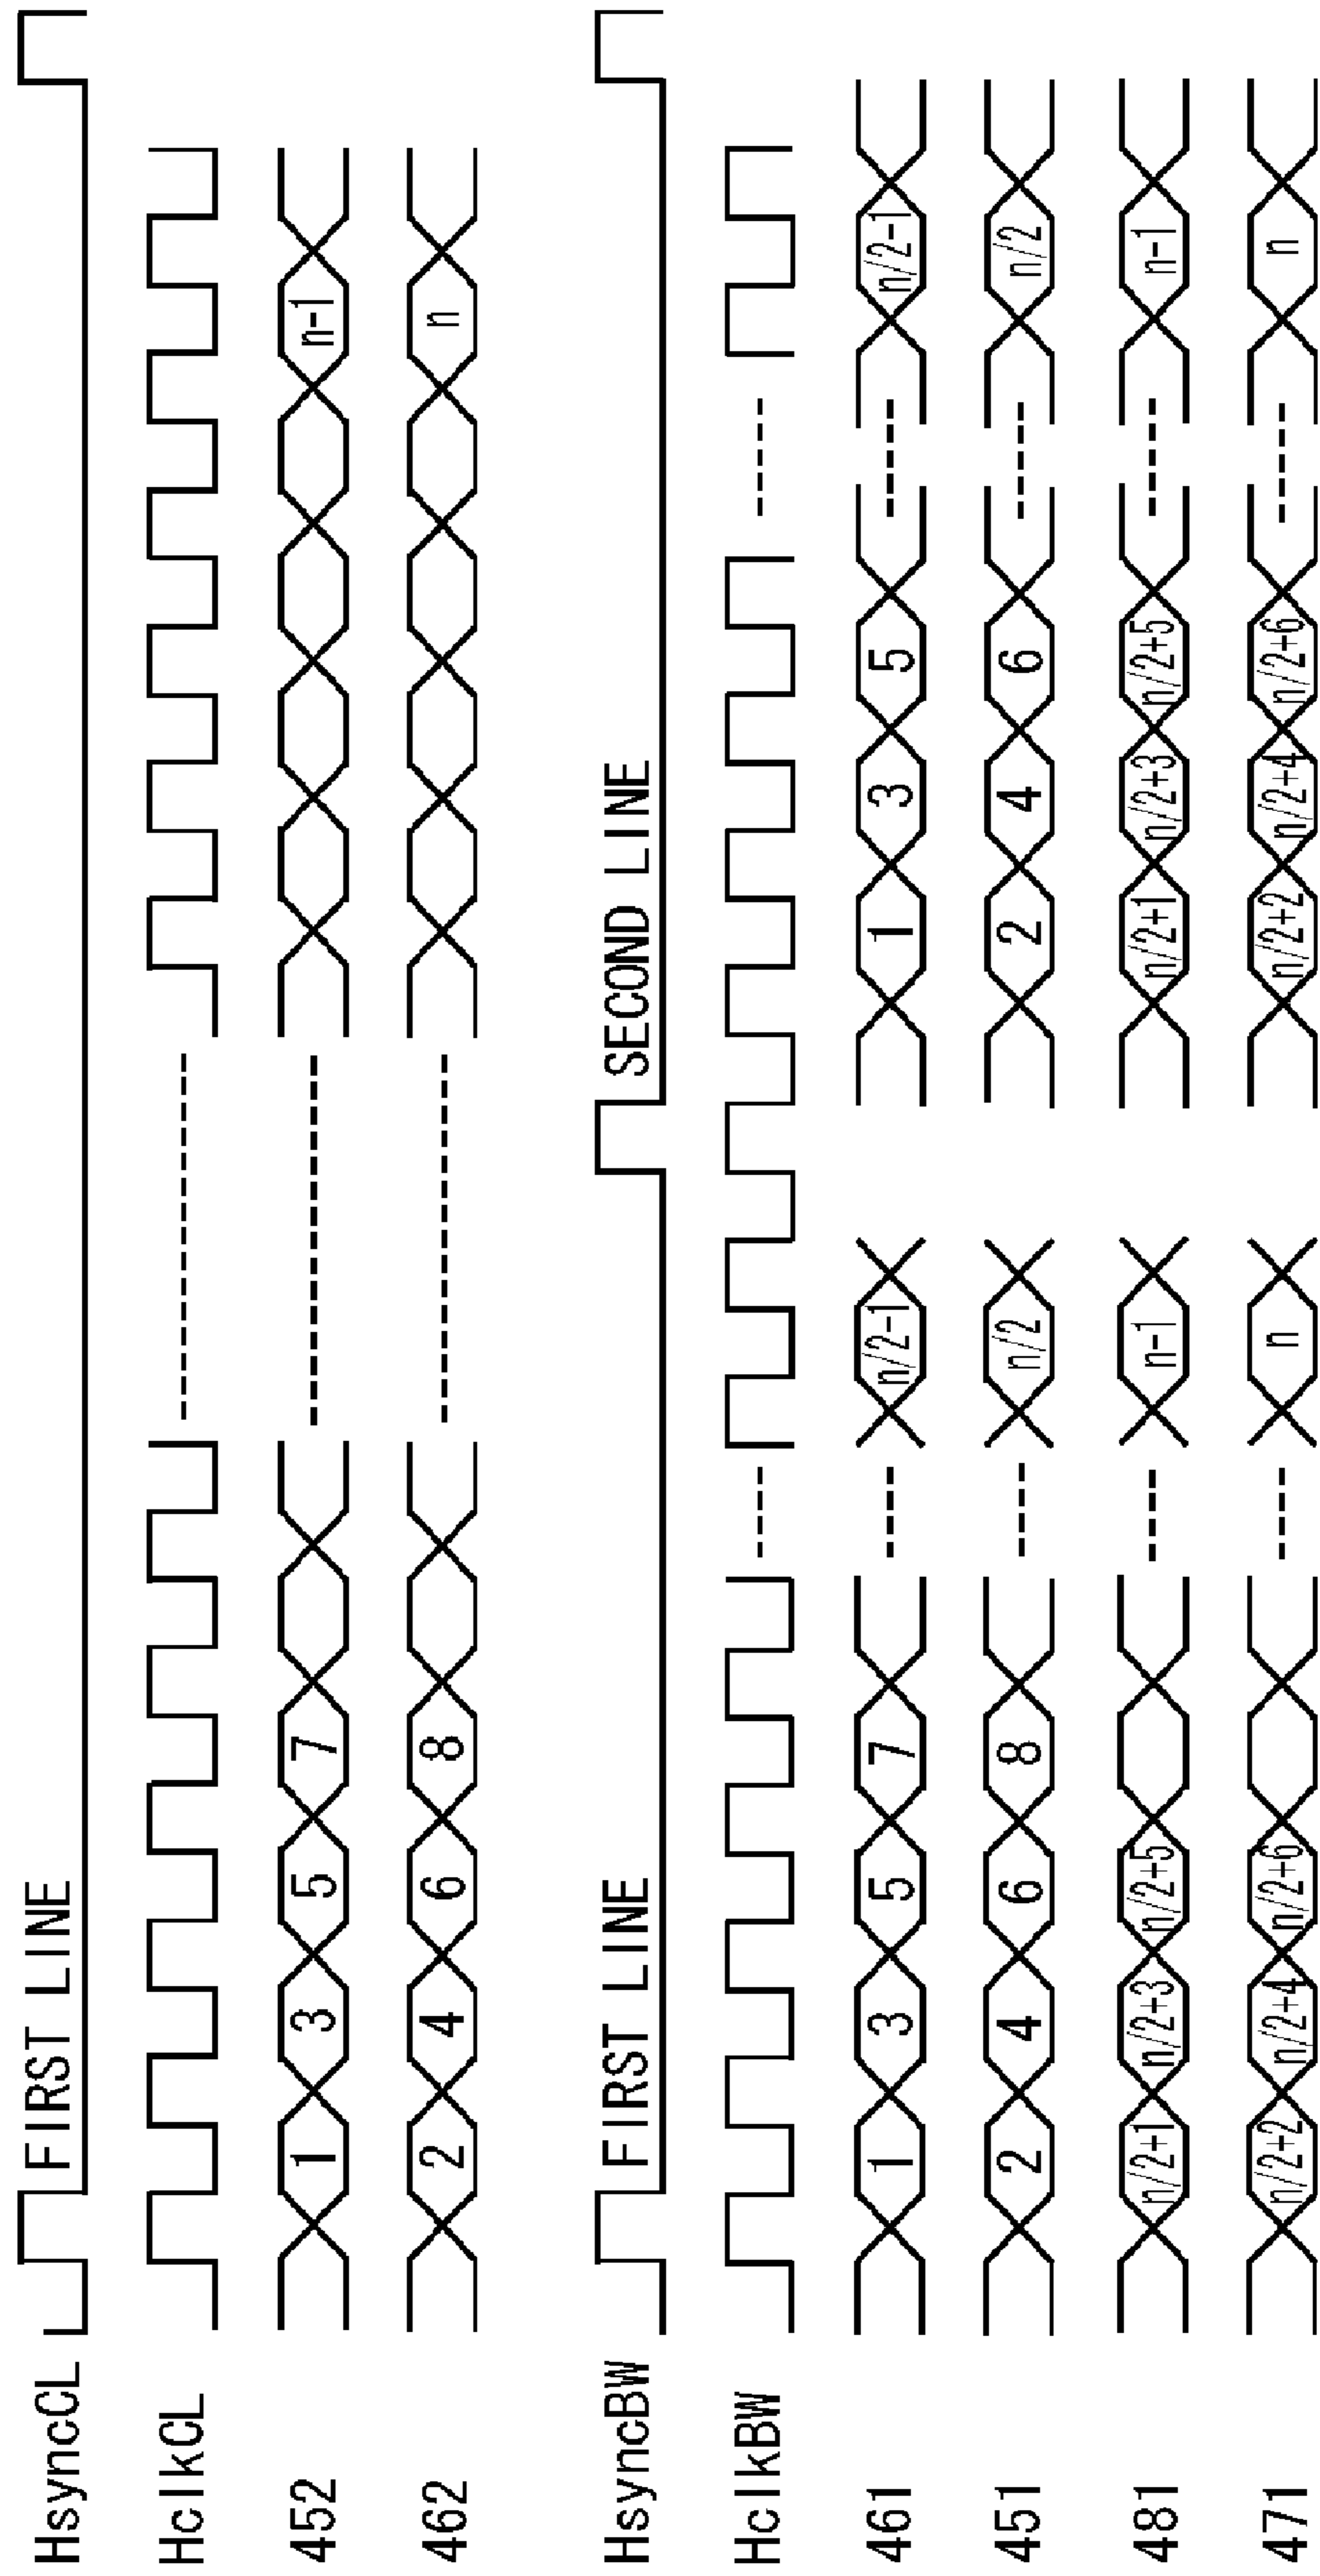 HsyncCL FIRST LINE
HclkCL
452 1 3 5 7 n-1
462 2 4 6 8 n
HsyncBW FIRST LINE SECOND LINE
HclkBW
461 1 3 5 7 n/2-1 1 3 5 n/2-1
451 2 4 6 8 n/2 2 4 6 n/2
481 n/2+1 n/2+3 n/2+5 n-1 n/2+1 n/2+3 n/2+5 n-1
471 n/2+2 n/2+4 n/2+6 n n/2+2 n/2+4 n/2+6 n